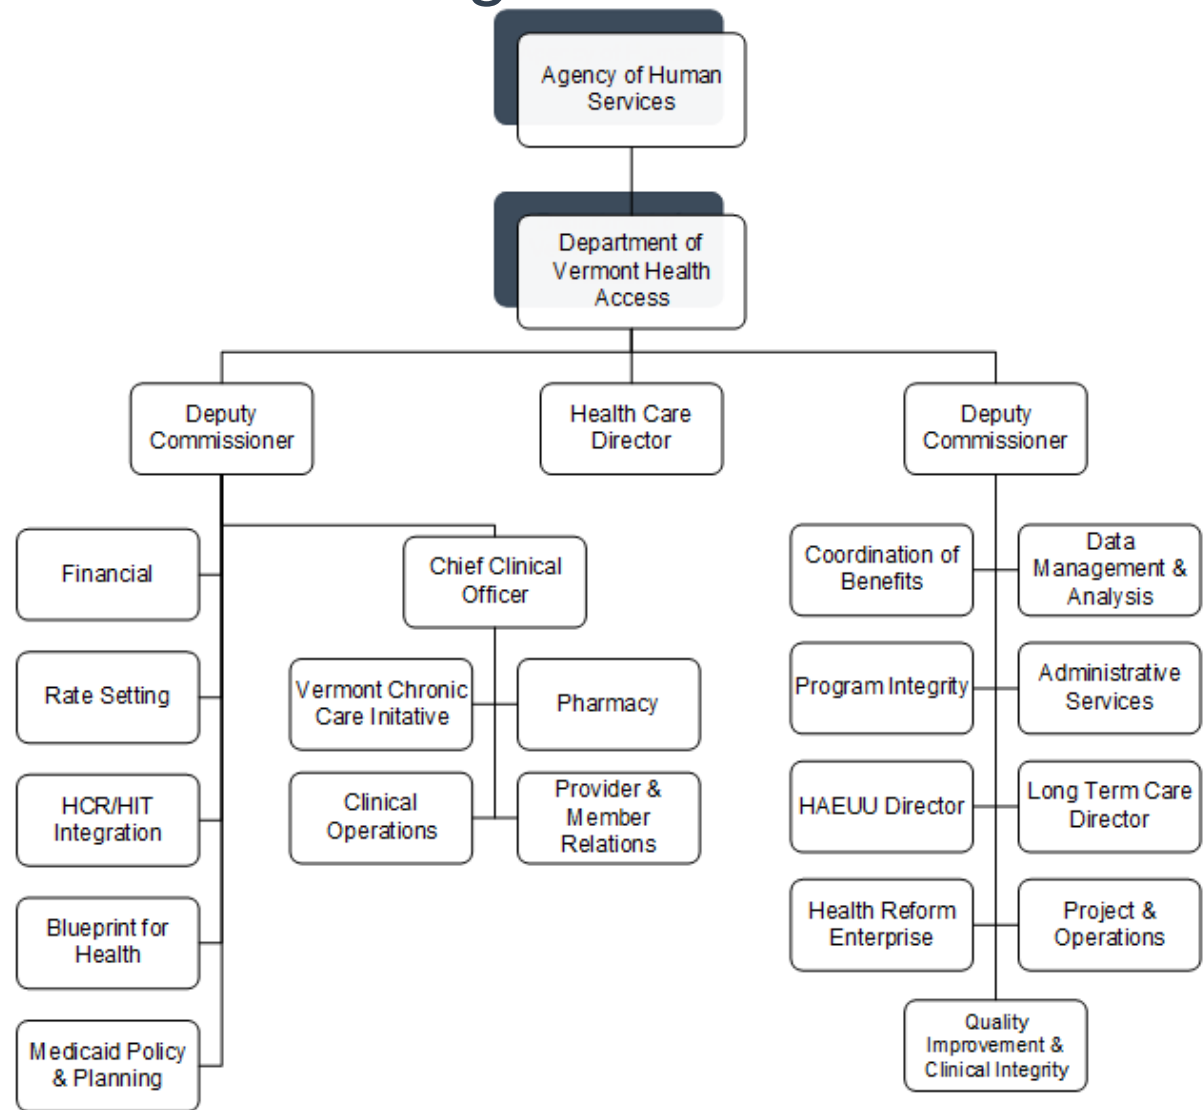 Agency of Human
Services
Department of
Vermont Health
Access
Deputy
Commissioner
Health Care
Director
Deputy
Commissioner
Financial
Rate Setting
HCR/HIT
Integration
Blueprint for
Health
Medicaid Policy
& Planning
Chief Clinical
Officer
Vermont Chronic
Care Initative
Pharmacy
Clinical
Operations
Provider &
Member
Relations
Coordination of
Benefits
Data
Management &
Analysis
Program Integrity
Administrative
Services
HAEUU Director
Long Term Care
Director
Health Reform
Enterprise
Project &
Operations
Quality
Improvement &
Clinical Integrity